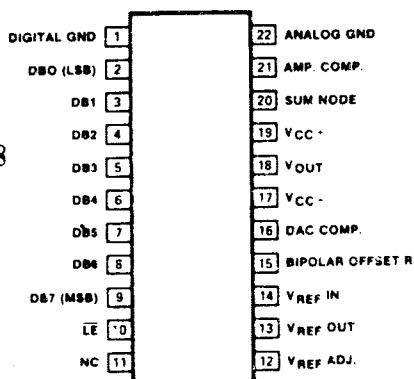 DIGITAL GND 1 22 ANALOG GND
DB0 (LSB) 2 21 AMP. COMP.
DB1 3 20 SUM NODE
DB2 4 19 VCC +
DB3 5 18 VOUT
DB4 6 17 VCC -
DB5 7 16 DAC COMP.
DB6 8 15 BIPOLAR OFFSET R
DB7 (MSB) 9 14 VREF IN
LE 10 13 VREF OUT
NC 11 12 VREF ADJ.